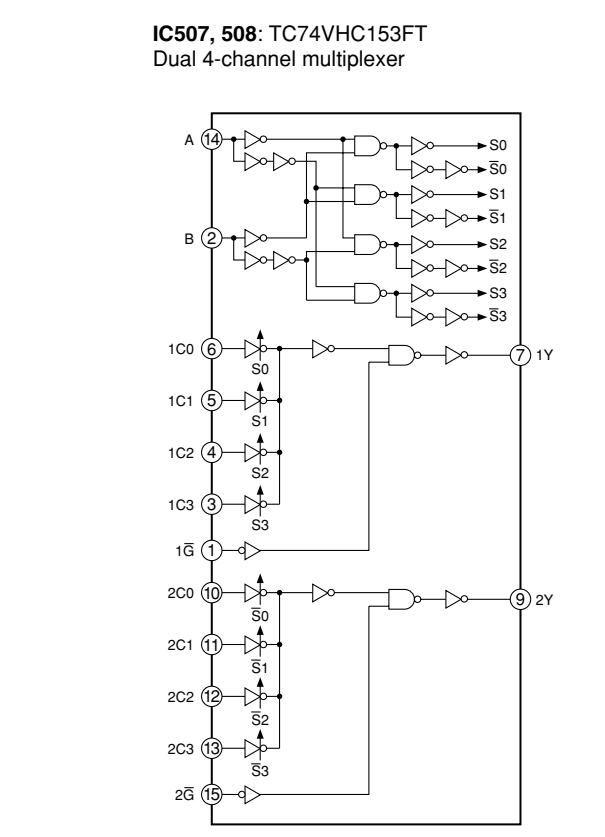 IC507, 508: TC74VHC153FT
Dual 4-channel multiplexer
A 14 S0
S̅0
S1
S̅1
B 2 S2
S̅2
S3
S̅3
1C0 6 7 1Y
S0
1C1 5
S1
1C2 4
S2
1C3 3
S3
1G̅ 1
2C0 10 9 2Y
S̅0
2C1 11
S̅1
2C2 12
S̅2
2C3 13
S̅3
2G̅ 15